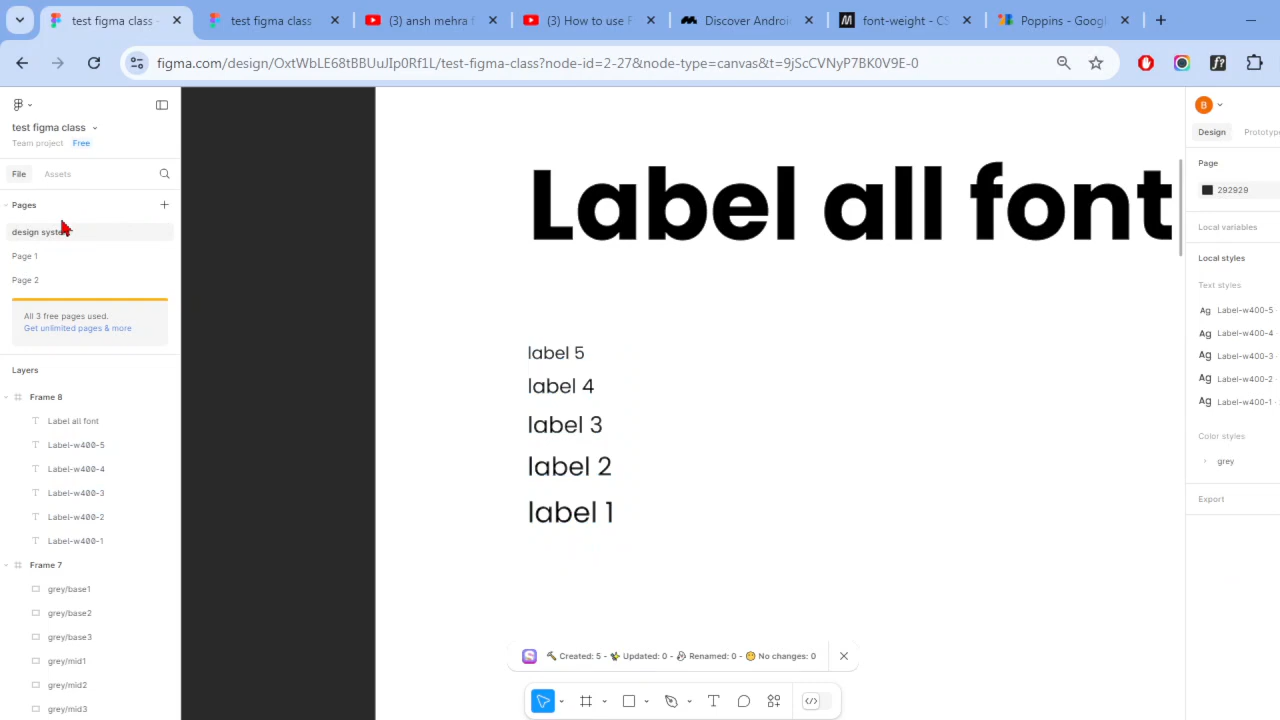 test figma class -
test figma class
(3) ansh mehra f
(3) How to use F
Discover Androi
font-weight - CS
Poppins - Googl
figma.com/design/OxtWbLE68tBBUuJIp0Rf1L/test-figma-class?node-id=2-27&node-type=canvas&t=9jScCVNyP7BK0V9E-0
test figma class
Team project Free
File Assets
Pages
design syste
Page 1
Page 2
All 3 free pages used.
Get unlimited pages & more
Layers
Frame 8
Label all font
Label-w400-5
Label-w400-4
Label-w400-3
Label-w400-2
Label-w400-1
Frame 7
grey/base1
grey/base2
grey/base3
grey/mid1
grey/mid2
grey/mid3
Label all font
label 5
label 4
label 3
label 2
label 1
Created: 5 - Updated: 0 - Renamed: 0 - No changes: 0
B
Design Prototype
Page
292929
Local variables
Local styles
Text styles
Ag Label-w400-5 ·
Ag Label-w400-4 ·
Ag Label-w400-3 ·
Ag Label-w400-2 ·
Ag Label-w400-1 ·
Color styles
grey
Export